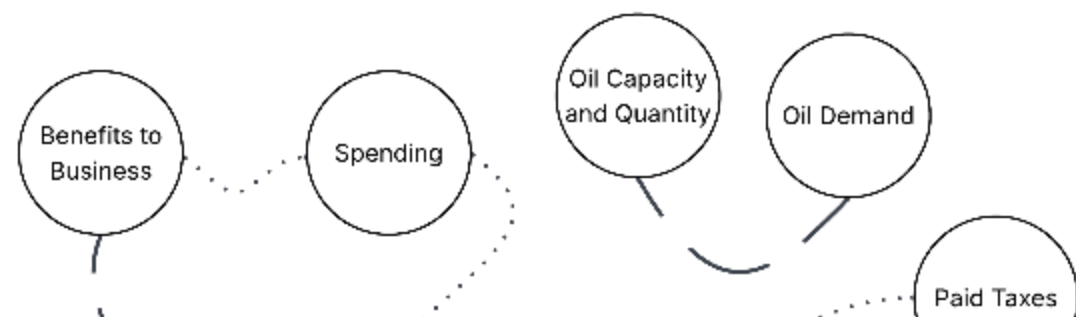 Benefits to
Business
Spending
Oil Capacity
and Quantity
Oil Demand
Paid Taxes